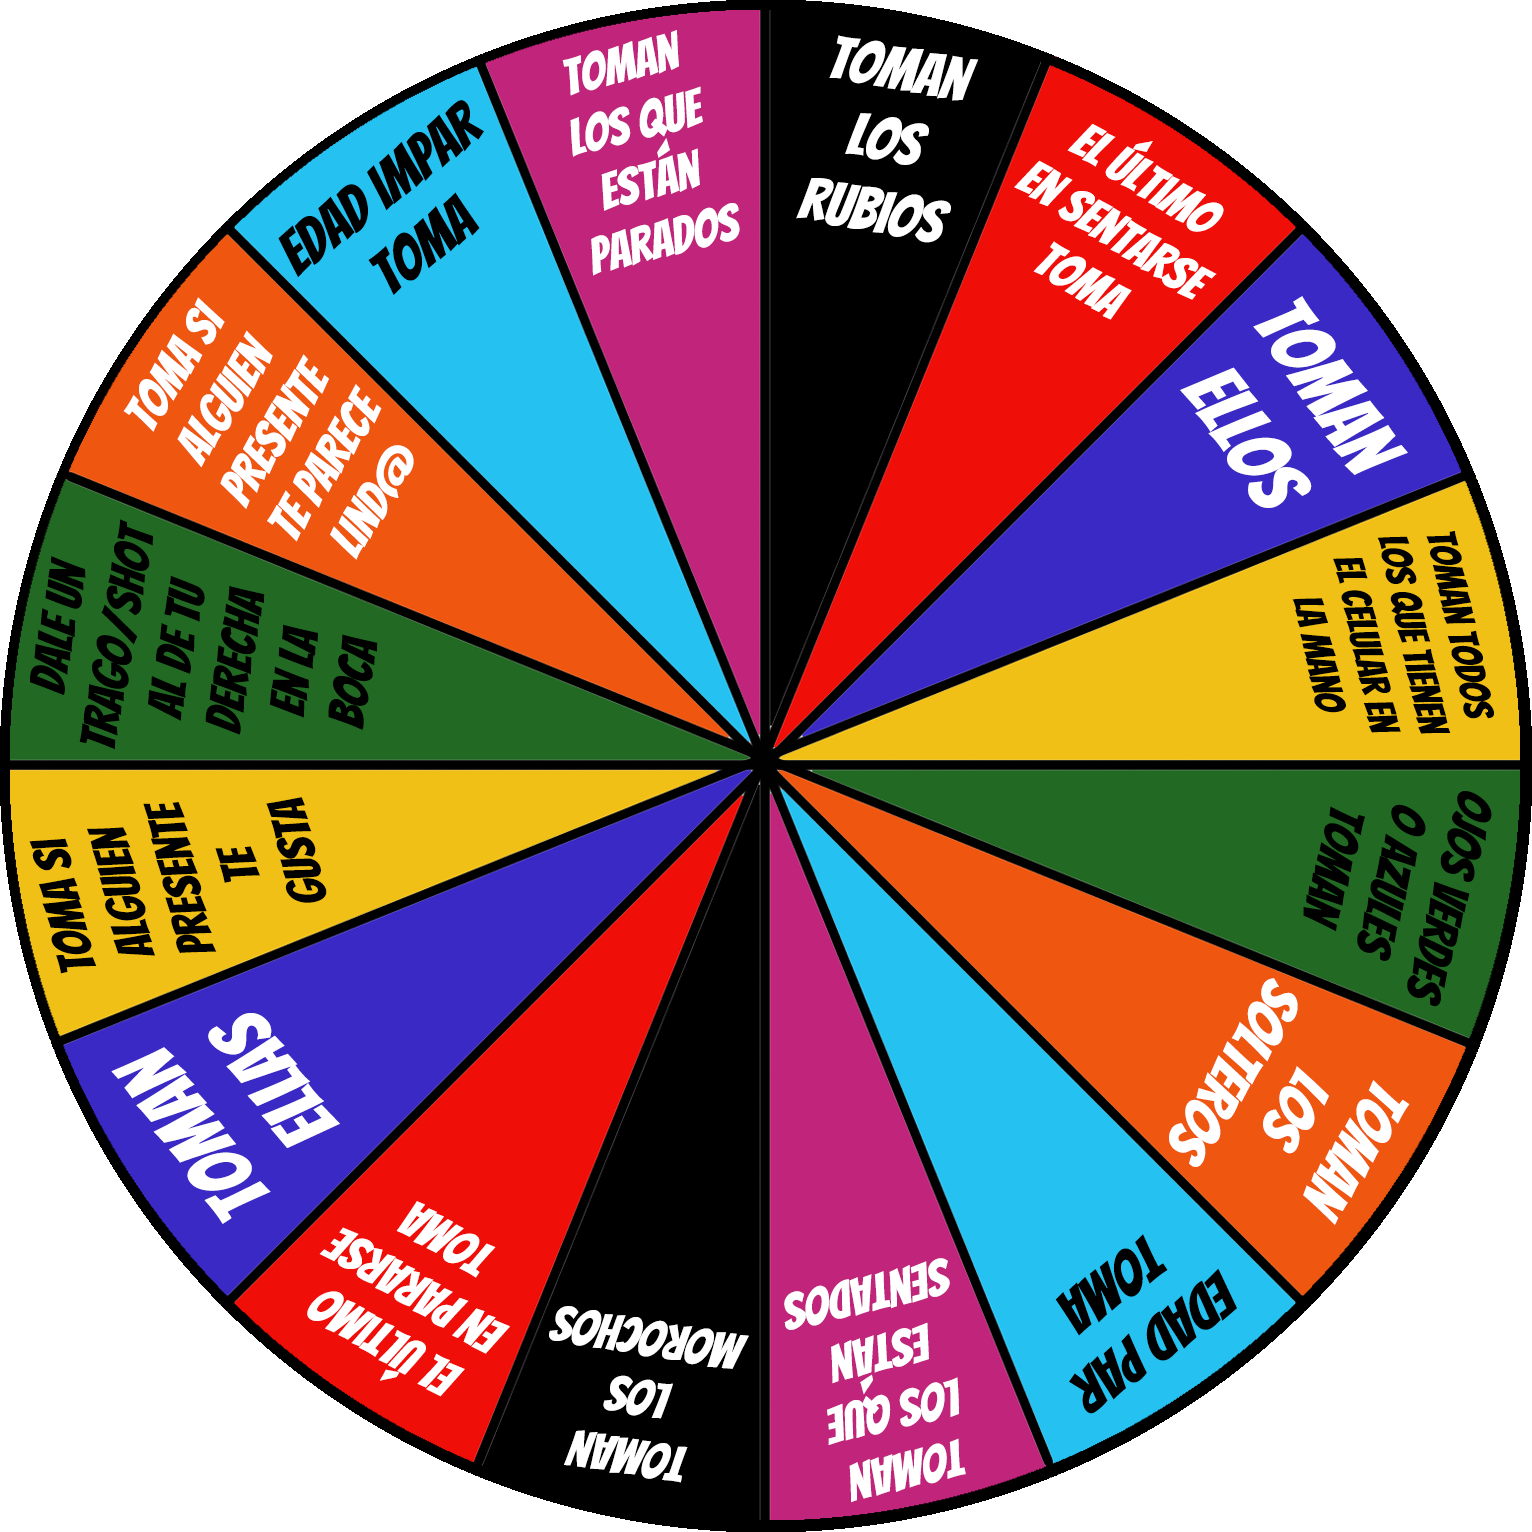 TOMAN
LOS
RUBIOS
EL ÚLTIMO
EN SENTARSE
TOMA
TOMAN
ELLOS
TOMAN TODOS
LOS QUE TIENEN
EL CELULAR EN
LA MANO
OJOS VERDES
O AZULES
TOMAN
TOMAN
LOS
SOLTEROS
EDAD PAR
TOMA
TOMAN
LOS QUE
ESTÁN
SENTADOS
TOMAN
LOS
MOROCHOS
EL ÚLTIMO
EN PARARSE
TOMA
TOMAN
ELLAS
TOMA SI
ALGUIEN
PRESENTE
TE
GUSTA
DALE UN
TRAGO/SHOT
AL DE TU
DERECHA
EN LA
BOCA
TOMA SI
ALGUIEN
PRESENTE
TE PARECE
LIND@
EDAD IMPAR
TOMA
TOMAN
LOS QUE
ESTÁN
PARADOS